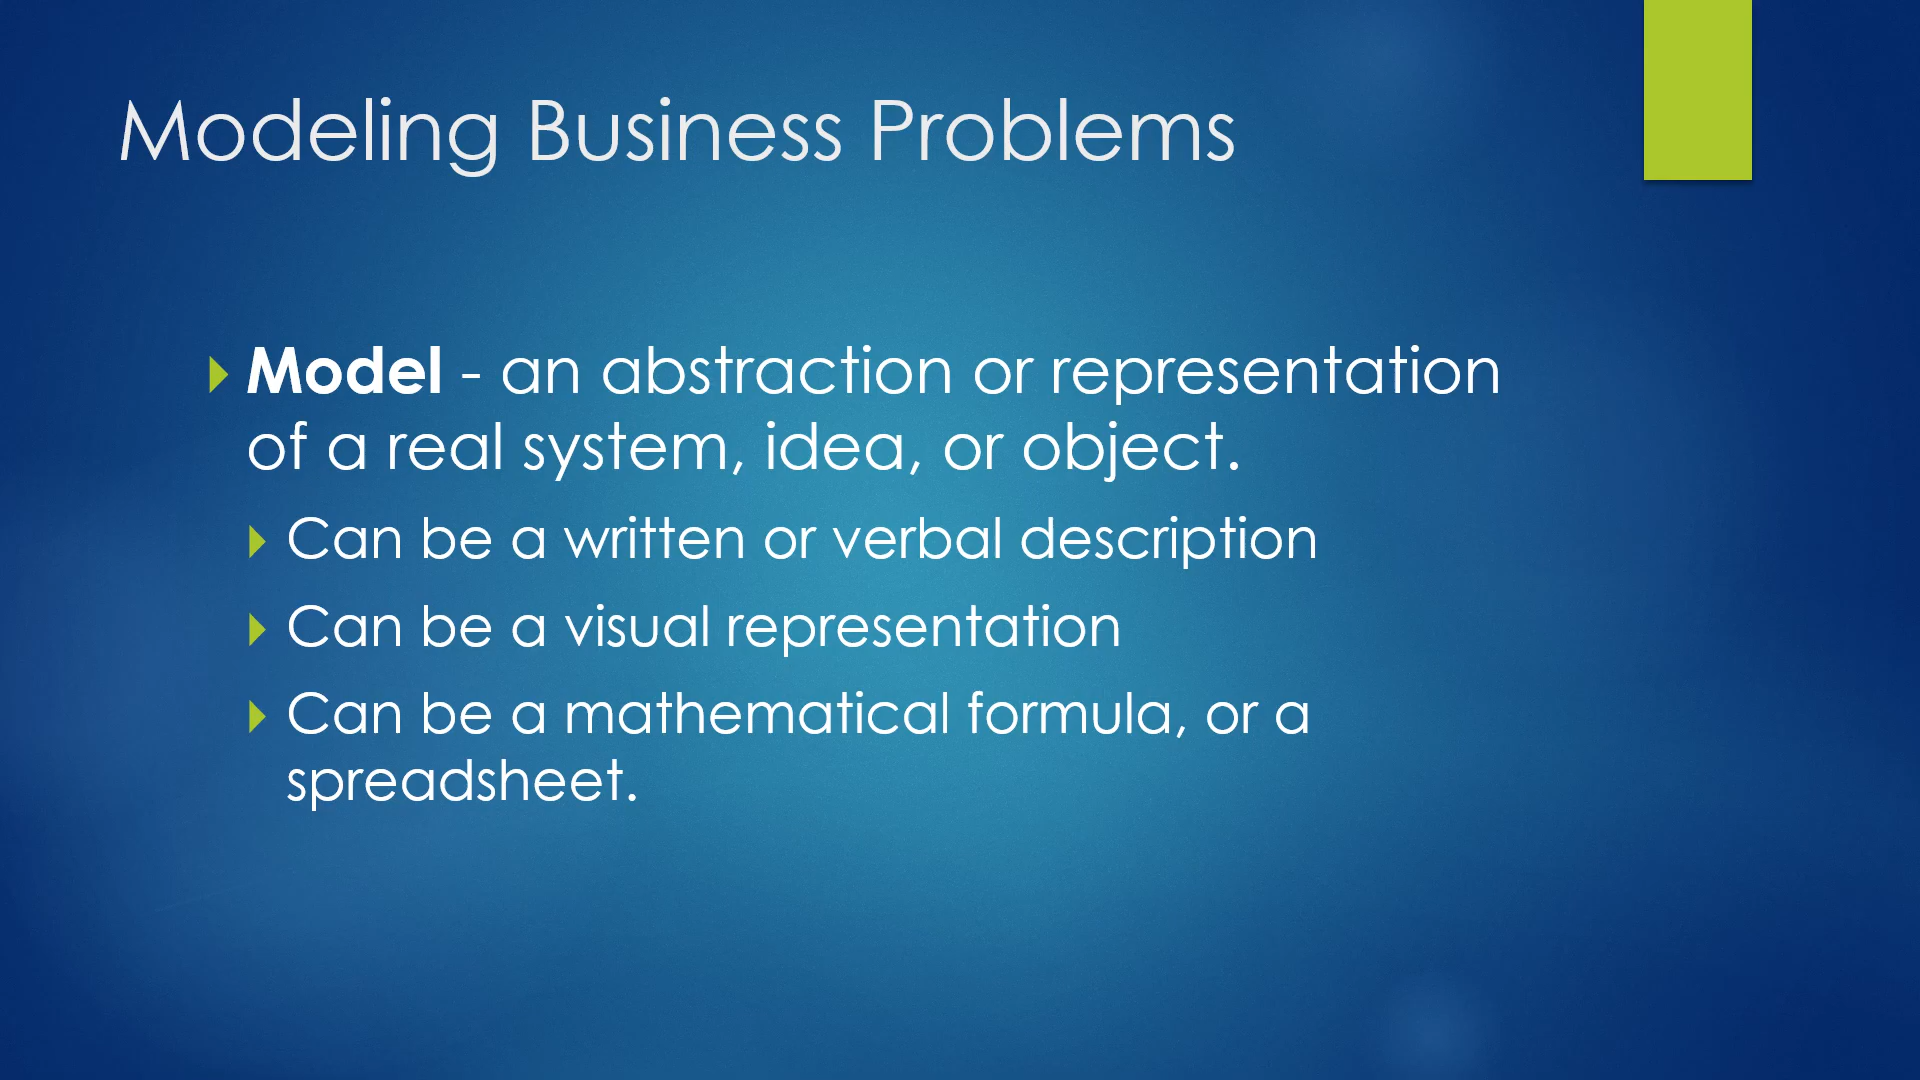 Modeling Business Problems
Model - an abstraction or representation
of a real system, idea, or object.
Can be a written or verbal description
Can be a visual representation
Can be a mathematical formula, or a
spreadsheet.